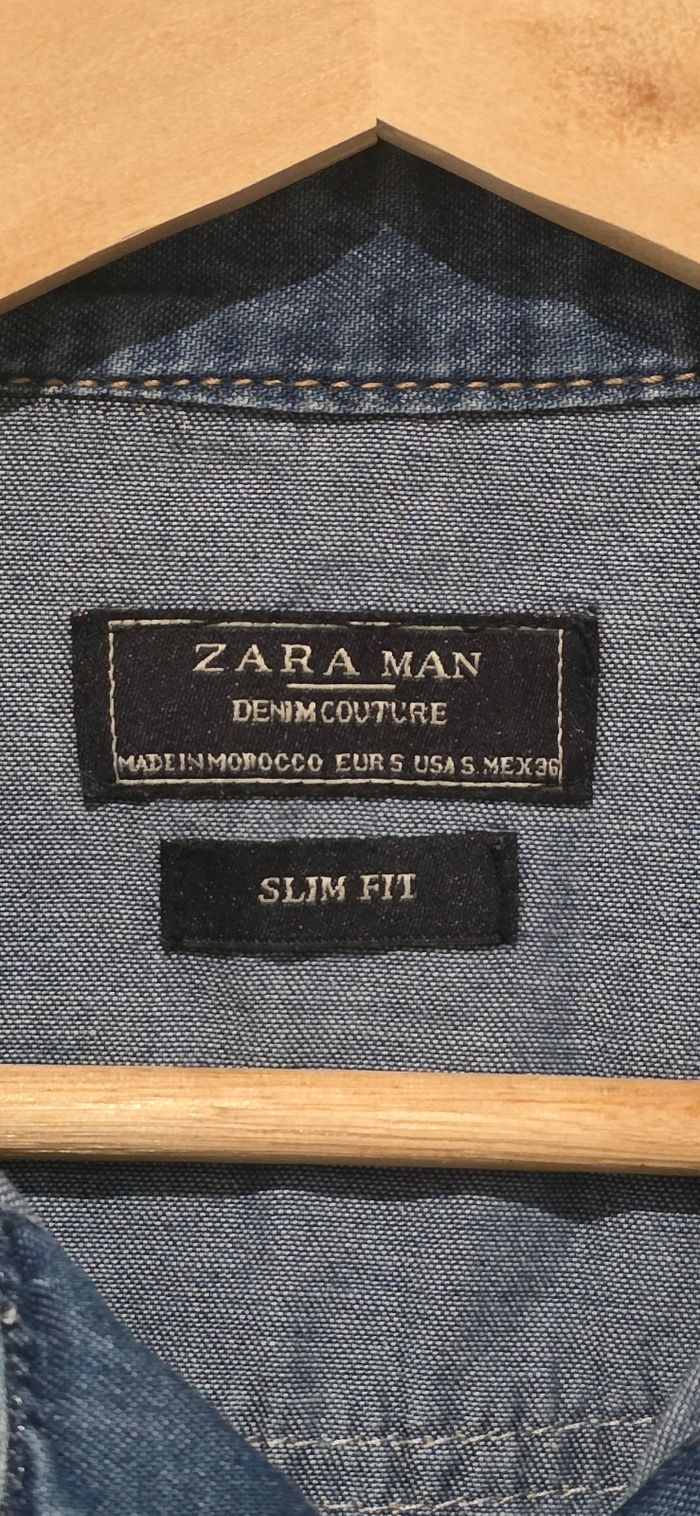 ZARA MAN
DENIM COUTURE
MADE IN MOROCCO EUR S USA S MEX 36
SLIM FIT